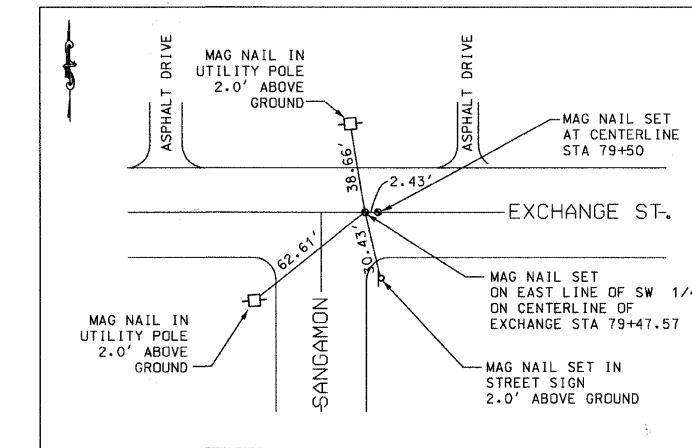 MAG NAIL IN
UTILITY POLE
2.0' ABOVE
GROUND
ASPHALT DRIVE
ASPHALT DRIVE
MAG NAIL SET
AT CENTERLINE
STA 79+50
38.66'
2.43'
EXCHANGE ST.
62.61'
30.43'
MAG NAIL SET
ON EAST LINE OF SW 1/4
ON CENTERLINE OF
EXCHANGE STA 79+47.57
MAG NAIL IN
UTILITY POLE
2.0' ABOVE
GROUND
SANGAMON
MAG NAIL SET IN
STREET SIGN
2.0' ABOVE GROUND